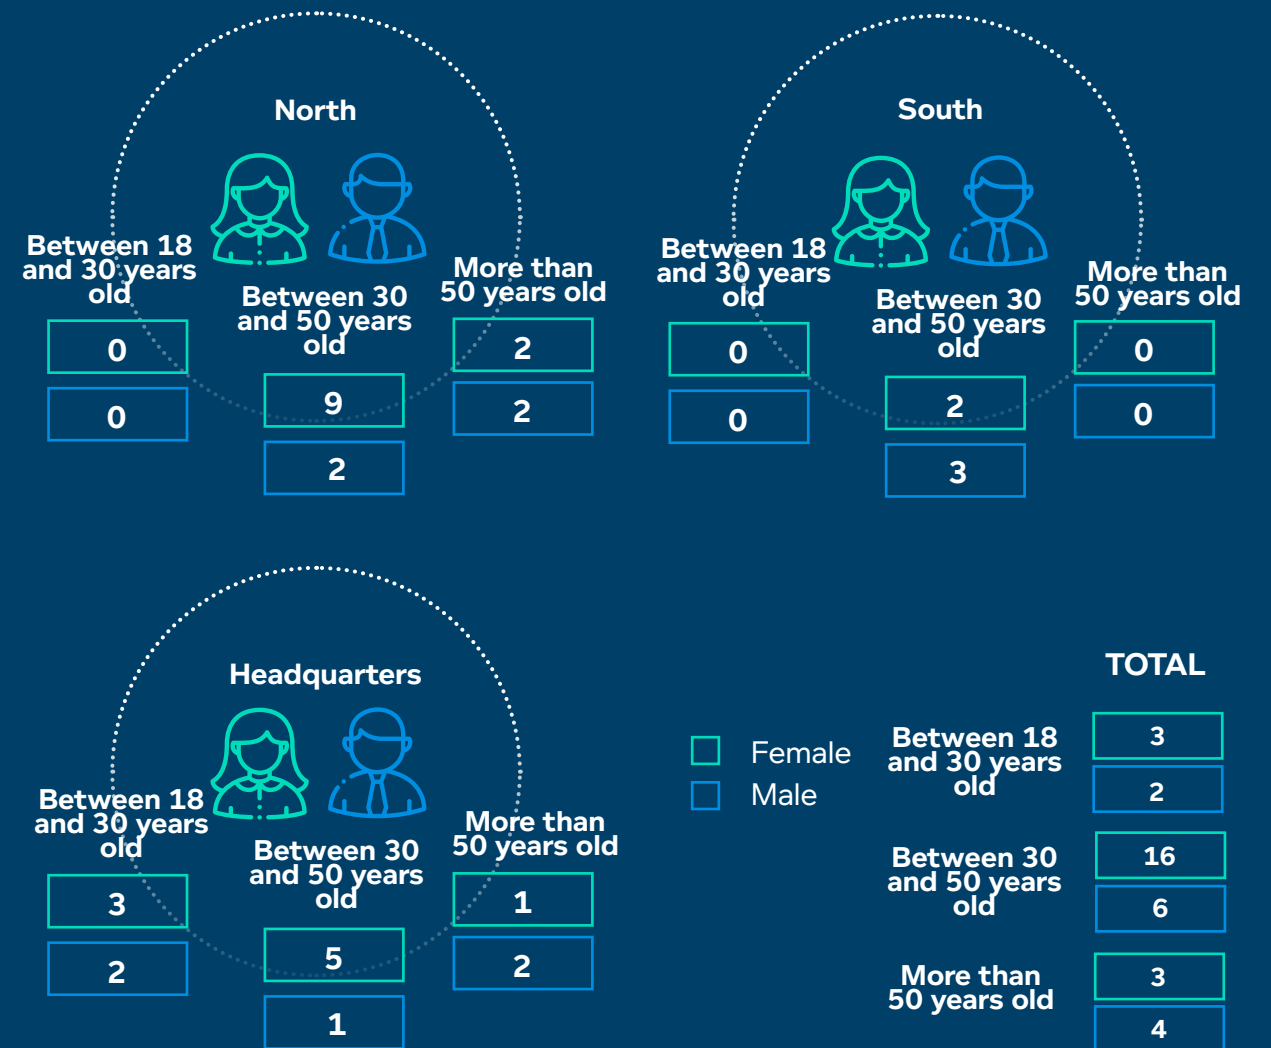 North
Between 18
and 30 years
old
0
0
Between 30
and 50 years
old
9
2
More than
50 years old
2
2
South
Between 18
and 30 years
old
0
0
Between 30
and 50 years
old
2
3
More than
50 years old
0
0
Headquarters
Between 18
and 30 years
old
3
2
Between 30
and 50 years
old
5
1
More than
50 years old
1
2
Female
Male
TOTAL
Between 18
and 30 years
old
3
2
Between 30
and 50 years
old
16
6
More than
50 years old
3
4